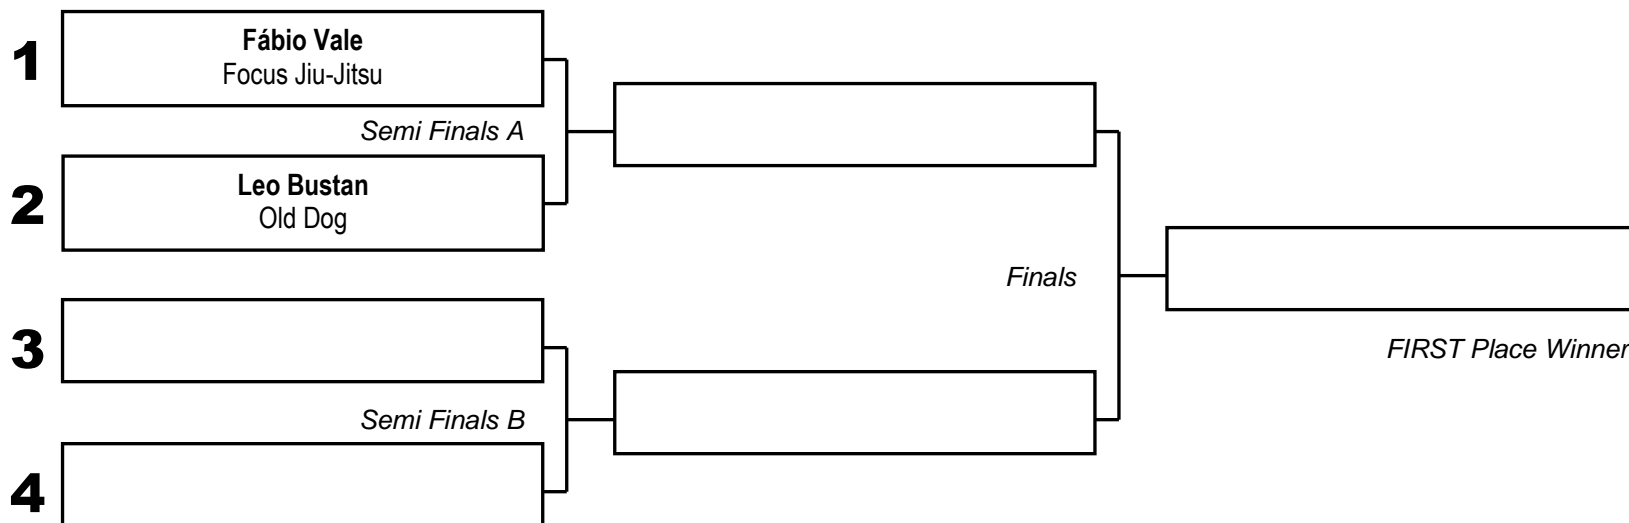 1
Fábio Vale
Focus Jiu-Jitsu
Semi Finals A
2
Leo Bustan
Old Dog
Finals
3
FIRST Place Winner
Semi Finals B
4